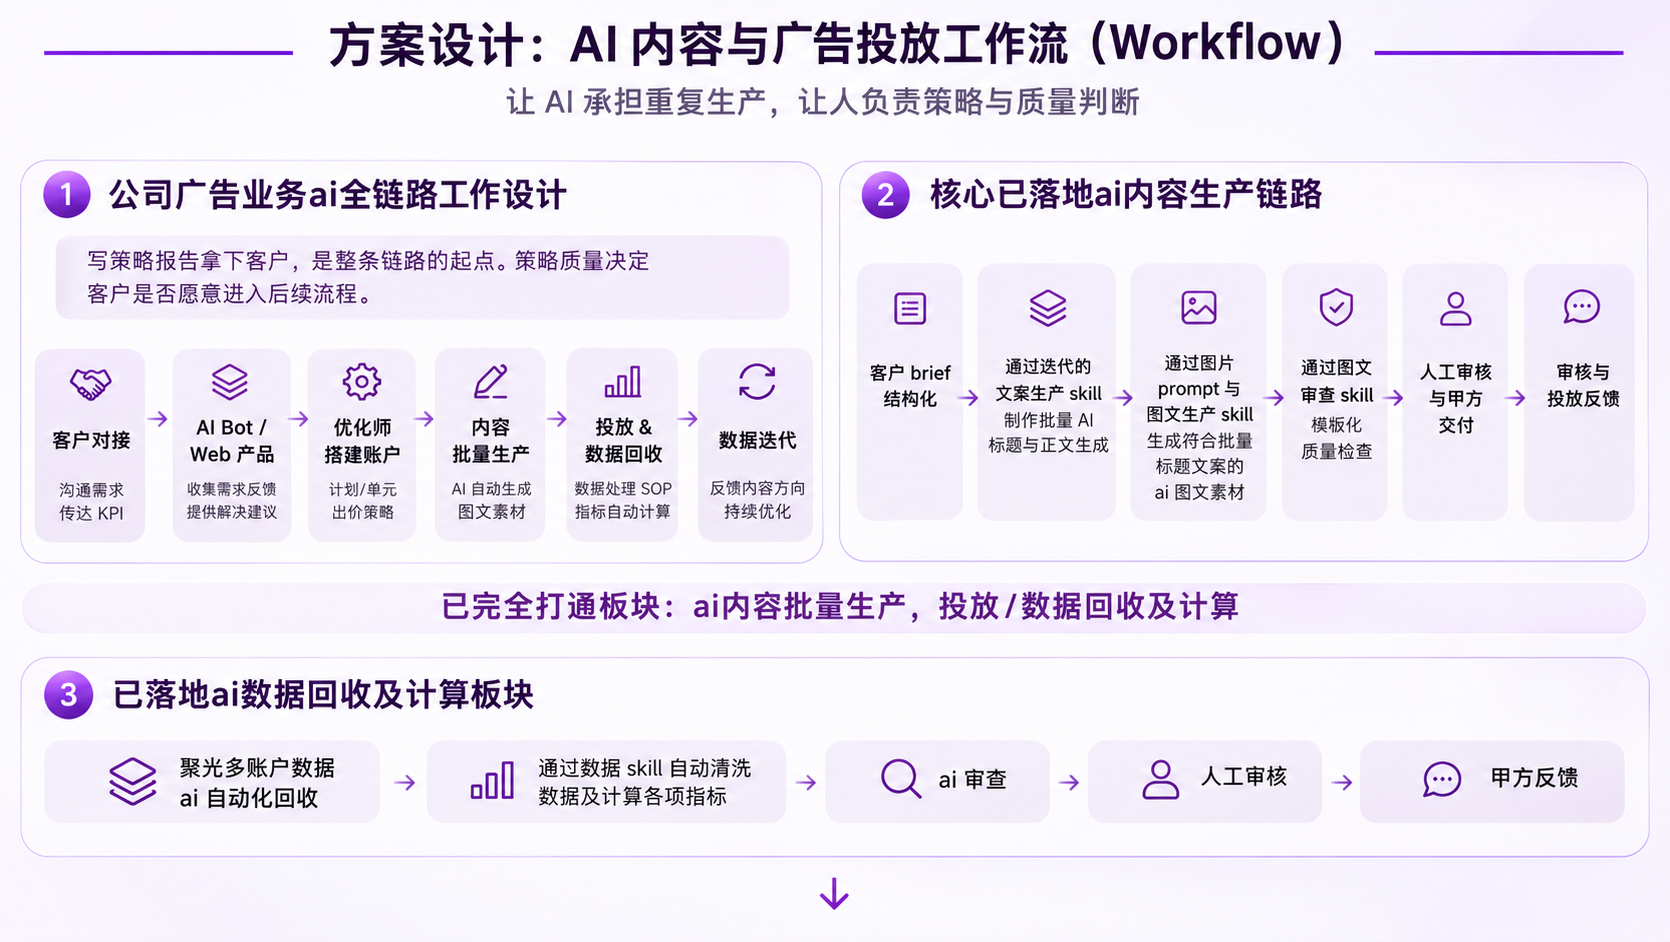 方案设计：AI 内容与广告投放工作流（Workflow）
让 AI 承担重复生产，让人负责策略与质量判断
1 公司广告业务ai全链路工作设计
写策略报告拿下客户，是整条链路的起点。策略质量决定
客户是否愿意进入后续流程。
客户对接
沟通需求
传达 KPI
AI Bot /
Web 产品
收集需求反馈
提供解决建议
优化师
搭建账户
计划/单元
出价策略
内容
批量生产
AI 自动生成
图文素材
投放 &
数据回收
数据处理 SOP
指标自动计算
数据迭代
反馈内容方向
持续优化
2 核心已落地ai内容生产链路
客户 brief
结构化
通过迭代的
文案生产 skill
制作批量 AI
标题与正文生成
通过图片
prompt 与
图文生产 skill
生成符合批量
标题文案的
ai 图文素材
通过图文
审查 skill
模版化
质量检查
人工审核
与甲方
交付
审核与
投放反馈
已完全打通板块：ai内容批量生产，投放/数据回收及计算
3 已落地ai数据回收及计算板块
聚光多账户数据
ai 自动化回收
通过数据 skill 自动清洗
数据及计算各项指标
ai 审查
人工审核
甲方反馈